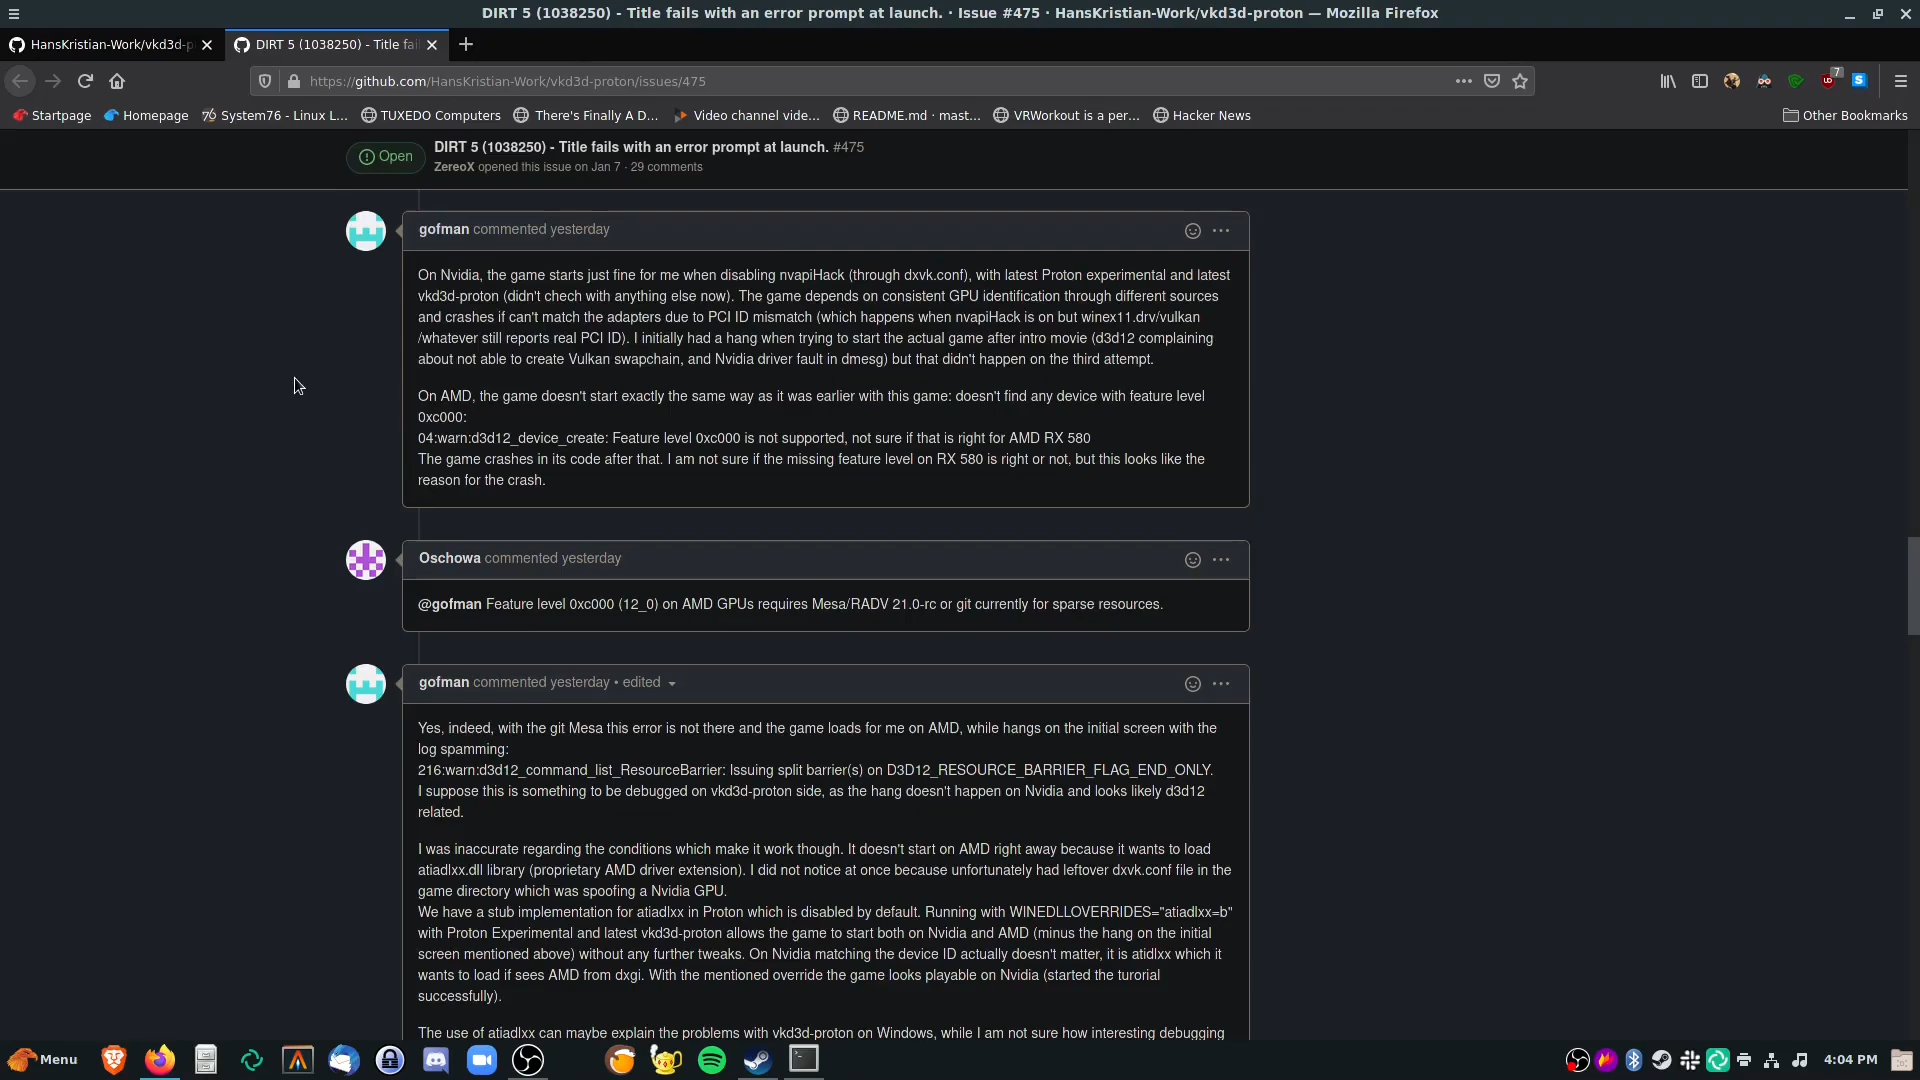 DIRT 5 (1038250) - Title fails with an error prompt at launch. · Issue #475 · HansKristian-Work/vkd3d-proton — Mozilla Firefox
HansKristian-Work/vkd3d-p
DIRT 5 (1038250) - Title fai
https://github.com/HansKristian-Work/vkd3d-proton/issues/475
7
Startpage
Homepage
System76 - Linux L...
TUXEDO Computers
There's Finally A D...
Video channel vide...
README.md · mast...
VRWorkout is a per...
Hacker News
Other Bookmarks
Open
DIRT 5 (1038250) - Title fails with an error prompt at launch. #475
ZereoX opened this issue on Jan 7 · 29 comments
gofman commented yesterday
On Nvidia, the game starts just fine for me when disabling nvapiHack (through dxvk.conf), with latest Proton experimental and latest
vkd3d-proton (didn't chech with anything else now). The game depends on consistent GPU identification through different sources
and crashes if can't match the adapters due to PCI ID mismatch (which happens when nvapiHack is on but winex11.drv/vulkan
/whatever still reports real PCI ID). I initially had a hang when trying to start the actual game after intro movie (d3d12 complaining
about not able to create Vulkan swapchain, and Nvidia driver fault in dmesg) but that didn't happen on the third attempt.
On AMD, the game doesn't start exactly the same way as it was earlier with this game: doesn't find any device with feature level
0xc000:
04:warn:d3d12_device_create: Feature level 0xc000 is not supported, not sure if that is right for AMD RX 580
The game crashes in its code after that. I am not sure if the missing feature level on RX 580 is right or not, but this looks like the
reason for the crash.
Oschowa commented yesterday
@gofman Feature level 0xc000 (12_0) on AMD GPUs requires Mesa/RADV 21.0-rc or git currently for sparse resources.
gofman commented yesterday • edited
Yes, indeed, with the git Mesa this error is not there and the game loads for me on AMD, while hangs on the initial screen with the
log spamming:
216:warn:d3d12_command_list_ResourceBarrier: Issuing split barrier(s) on D3D12_RESOURCE_BARRIER_FLAG_END_ONLY.
I suppose this is something to be debugged on vkd3d-proton side, as the hang doesn't happen on Nvidia and looks likely d3d12
related.
I was inaccurate regarding the conditions which make it work though. It doesn't start on AMD right away because it wants to load
atiadlxx.dll library (proprietary AMD driver extension). I did not notice at once because unfortunately had leftover dxvk.conf file in the
game directory which was spoofing a Nvidia GPU.
We have a stub implementation for atiadlxx in Proton which is disabled by default. Running with WINEDLLOVERRIDES="atiadlxx=b"
with Proton Experimental and latest vkd3d-proton allows the game to start both on Nvidia and AMD (minus the hang on the initial
screen mentioned above) without any further tweaks. On Nvidia matching the device ID actually doesn't matter, it is atidlxx which it
wants to load if sees AMD from dxgi. With the mentioned override the game looks playable on Nvidia (started the turorial
successfully).
The use of atiadlxx can maybe explain the problems with vkd3d-proton on Windows, while I am not sure how interesting debugging
Menu
4:04 PM